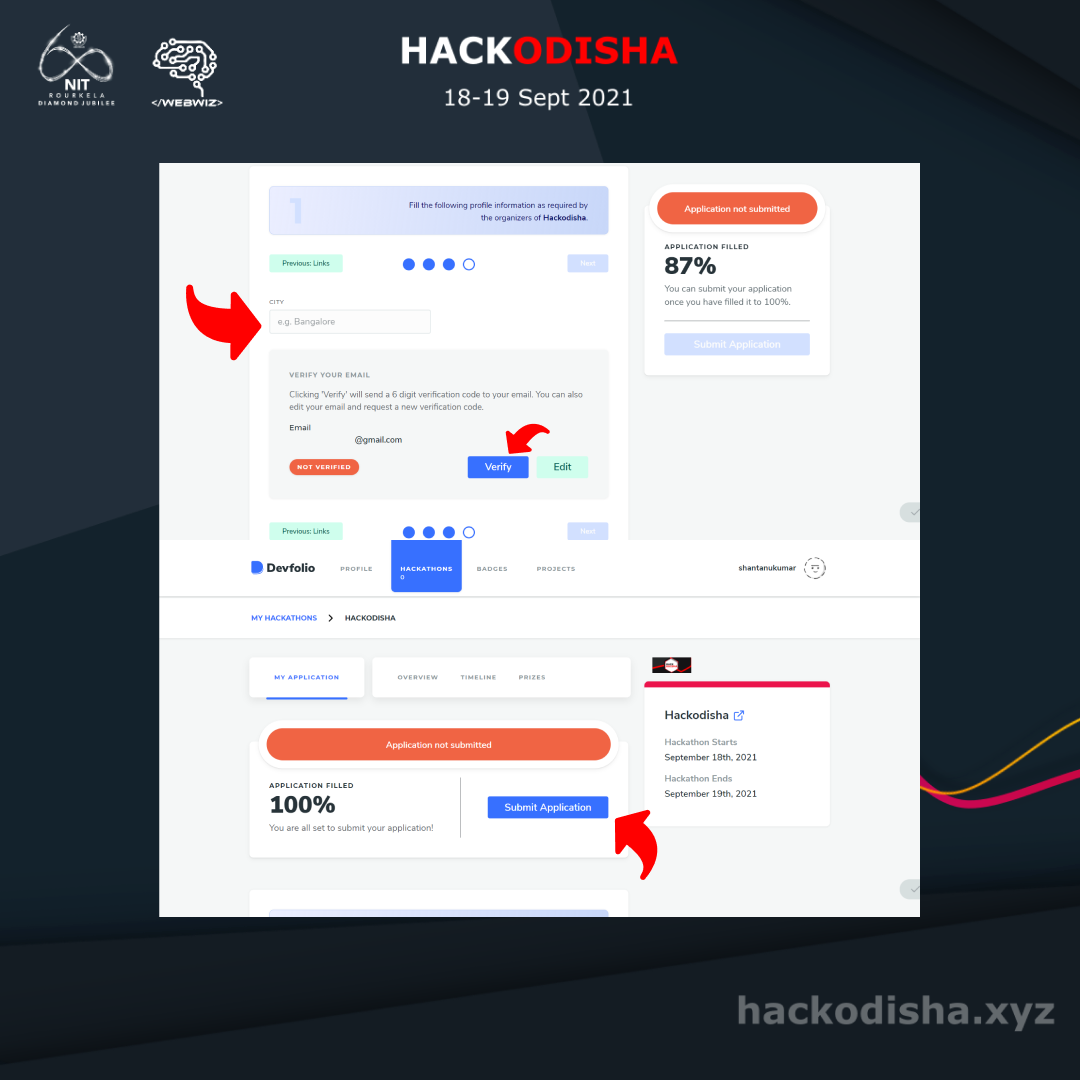 NIT
ROURKELA
DIAMOND JUBILEE
</WEBWIZ>
HACKODISHA
18-19 Sept 2021
1
Fill the following profile information as required by
the organizers of Hackodisha.
Previous: Links
Next
CITY
e.g. Bangalore
VERIFY YOUR EMAIL
Clicking 'Verify' will send a 6 digit verification code to your email. You can also
edit your email and request a new verification code.
Email
@gmail.com
NOT VERIFIED
Verify
Edit
Previous: Links
Next
Application not submitted
APPLICATION FILLED
87%
You can submit your application
once you have filled it to 100%.
Submit Application
Devfolio
PROFILE
HACKATHONS
0
BADGES
PROJECTS
shantanukumar
MY HACKATHONS
HACKODISHA
MY APPLICATION
OVERVIEW
TIMELINE
PRIZES
Application not submitted
APPLICATION FILLED
100%
You are all set to submit your application!
Submit Application
Hackodisha
Hackathon Starts
September 18th, 2021
Hackathon Ends
September 19th, 2021
hackodisha.xyz